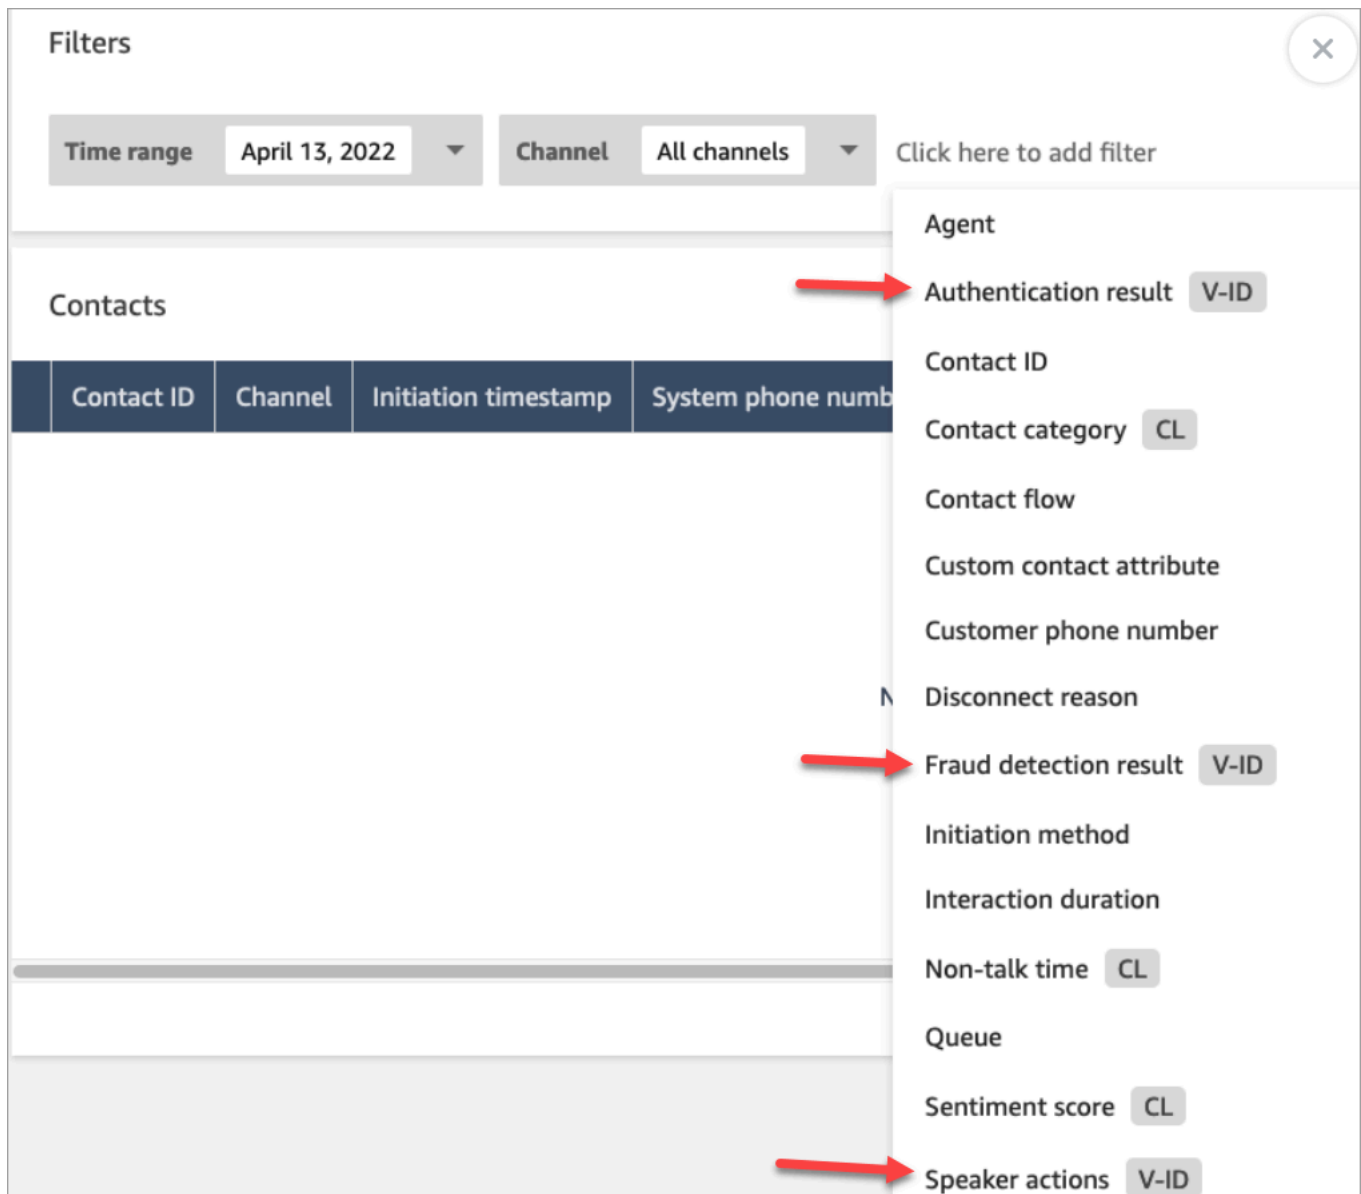 Filters
Time range April 13, 2022 Channel All channels Click here to add filter
Agent
Authentication result V-ID
Contacts
Contact ID
Contact ID Channel Initiation timestamp System phone numb
Contact category CL
Contact flow
Custom contact attribute
Customer phone number
N
Disconnect reason
Fraud detection result V-ID
Initiation method
Interaction duration
Non-talk time CL
Queue
Sentiment score CL
Speaker actions V-ID